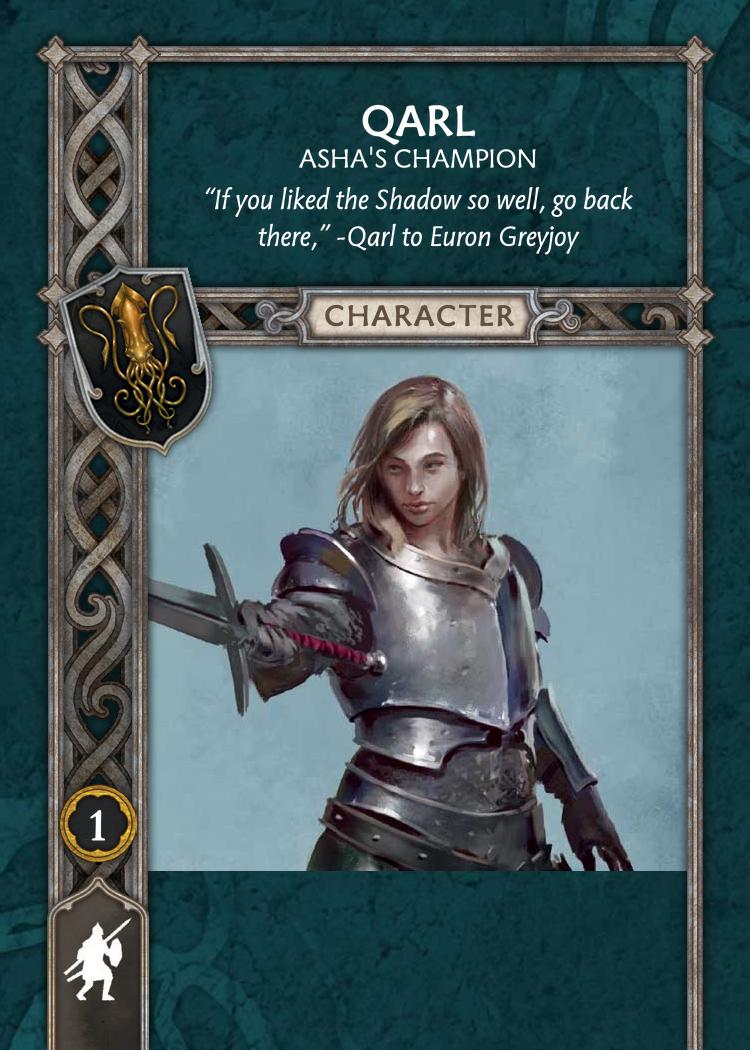 QARL
ASHA'S CHAMPION
“If you liked the Shadow so well, go back
there,” -Qarl to Euron Greyjoy
CHARACTER
1